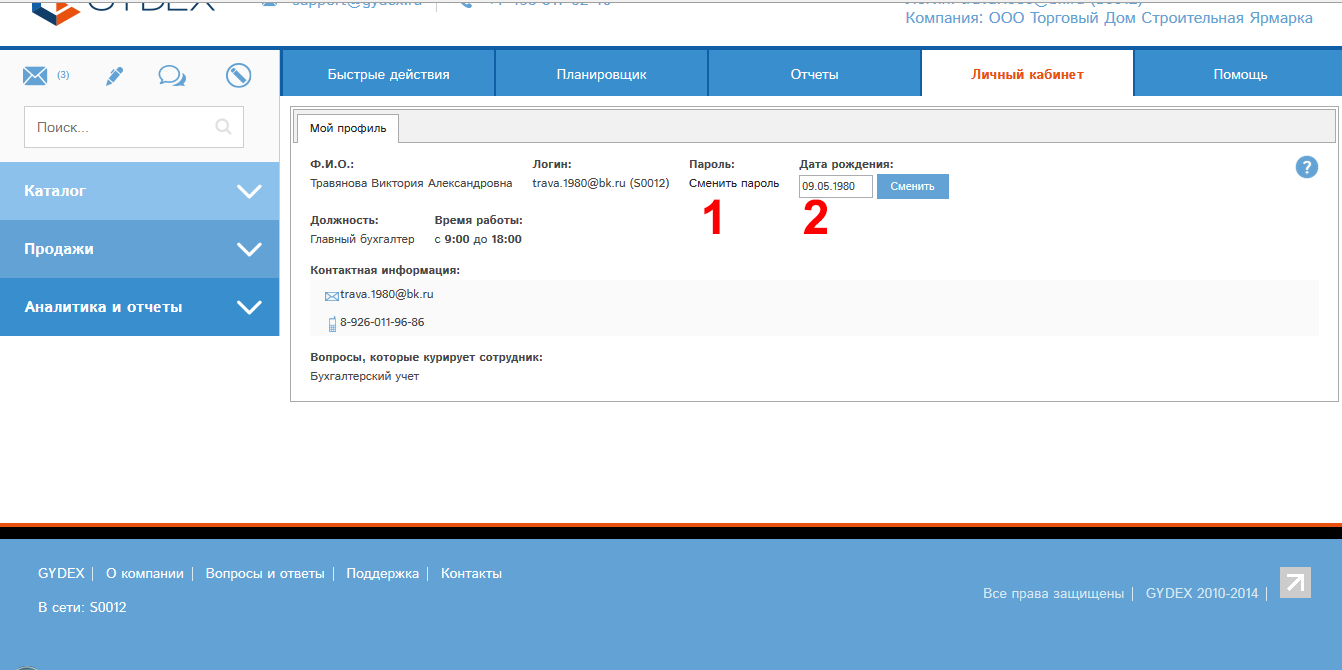 GYDEX
Компания: ООО Торговый Дом Строительная Ярмарка
(3)
Быстрые действия
Планировщик
Отчеты
Личный кабинет
Помощь
Поиск...
Каталог
Продажи
Аналитика и отчеты
Мой профиль
?
Ф.И.О.: Логин: Пароль: Дата рождения:
Травянова Виктория Александровна trava.1980@bk.ru (S0012) Сменить пароль 09.05.1980 Сменить
1 2
Должность: Время работы:
Главный бухгалтер с 9:00 до 18:00
Контактная информация:
trava.1980@bk.ru
8-926-011-96-86
Вопросы, которые курирует сотрудник:
Бухгалтерский учет
GYDEX | О компании | Вопросы и ответы | Поддержка | Контакты
Все права защищены | GYDEX 2010-2014 |
В сети: S0012